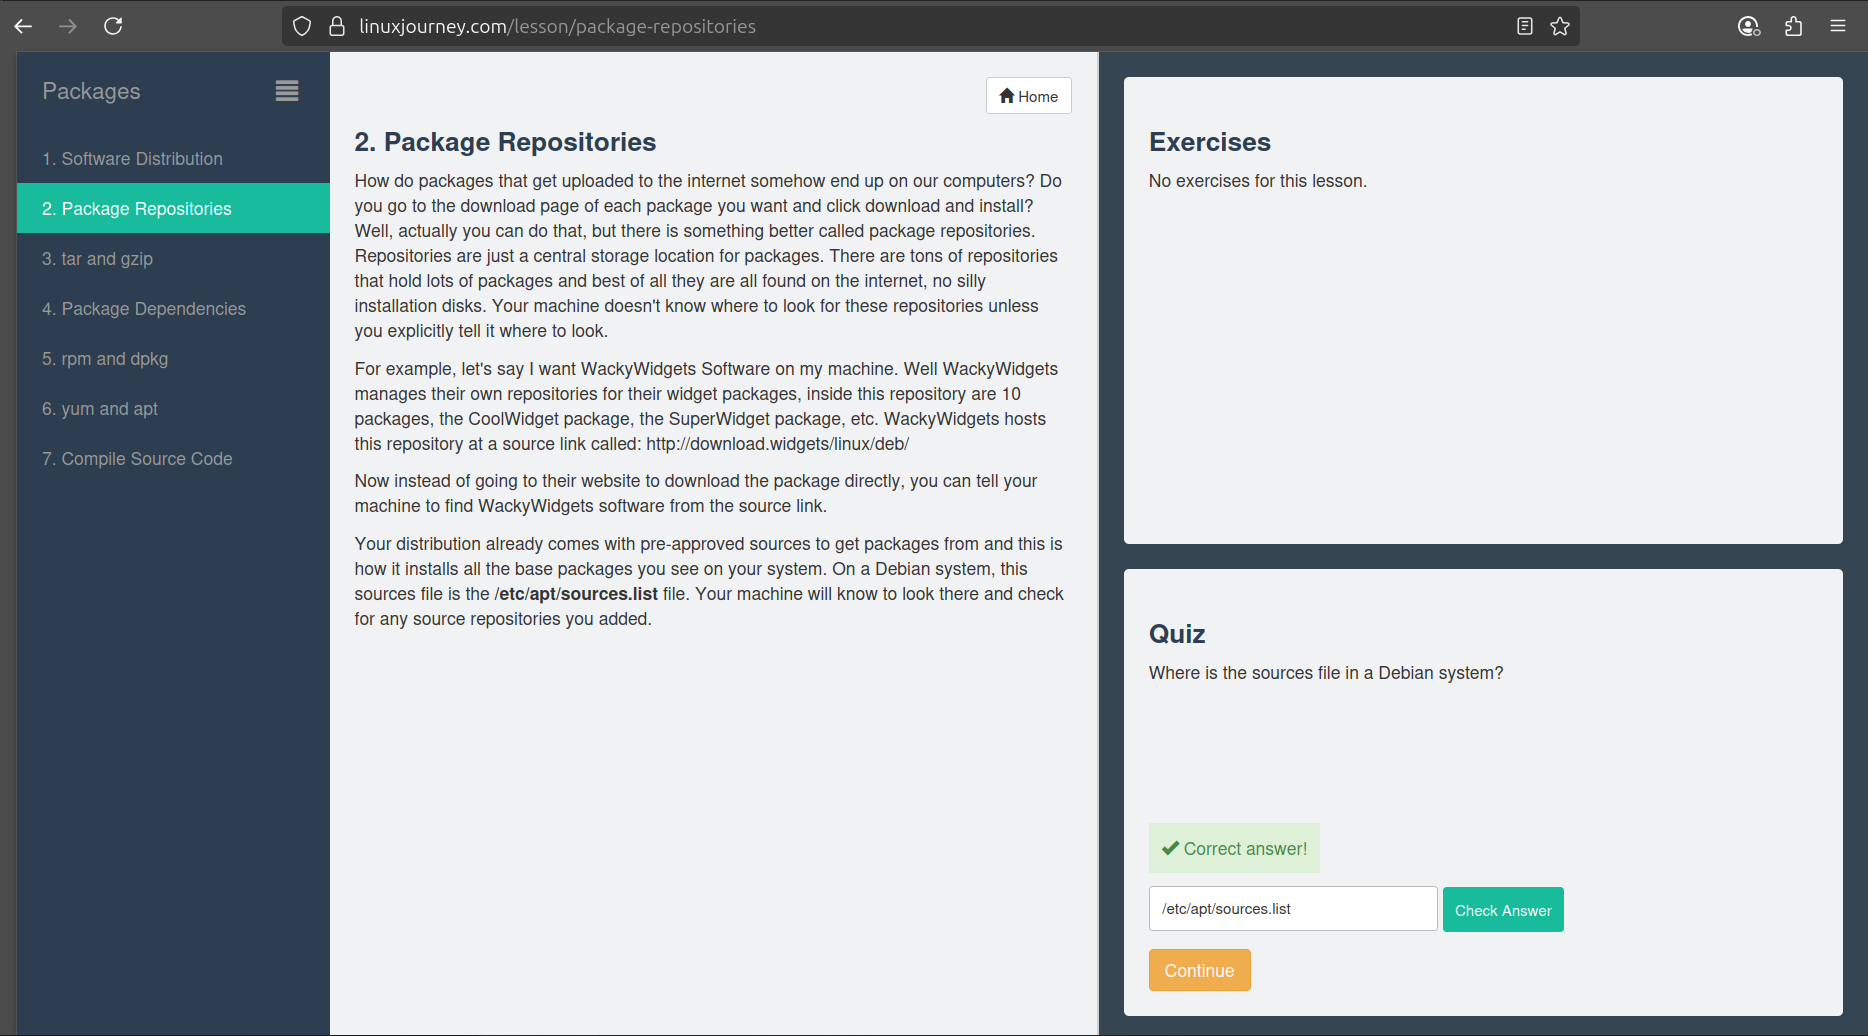 linuxjourney.com/lesson/package-repositories
Packages
1. Software Distribution
2. Package Repositories
3. tar and gzip
4. Package Dependencies
5. rpm and dpkg
6. yum and apt
7. Compile Source Code
Home
2. Package Repositories
How do packages that get uploaded to the internet somehow end up on our computers? Do
you go to the download page of each package you want and click download and install?
Well, actually you can do that, but there is something better called package repositories.
Repositories are just a central storage location for packages. There are tons of repositories
that hold lots of packages and best of all they are all found on the internet, no silly
installation disks. Your machine doesn't know where to look for these repositories unless
you explicitly tell it where to look.
For example, let's say I want WackyWidgets Software on my machine. Well WackyWidgets
manages their own repositories for their widget packages, inside this repository are 10
packages, the CoolWidget package, the SuperWidget package, etc. WackyWidgets hosts
this repository at a source link called: http://download.widgets/linux/deb/
Now instead of going to their website to download the package directly, you can tell your
machine to find WackyWidgets software from the source link.
Your distribution already comes with pre-approved sources to get packages from and this is
how it installs all the base packages you see on your system. On a Debian system, this
sources file is the /etc/apt/sources.list file. Your machine will know to look there and check
for any source repositories you added.
Exercises
No exercises for this lesson.
Quiz
Where is the sources file in a Debian system?
Correct answer!
/etc/apt/sources.list
Check Answer
Continue